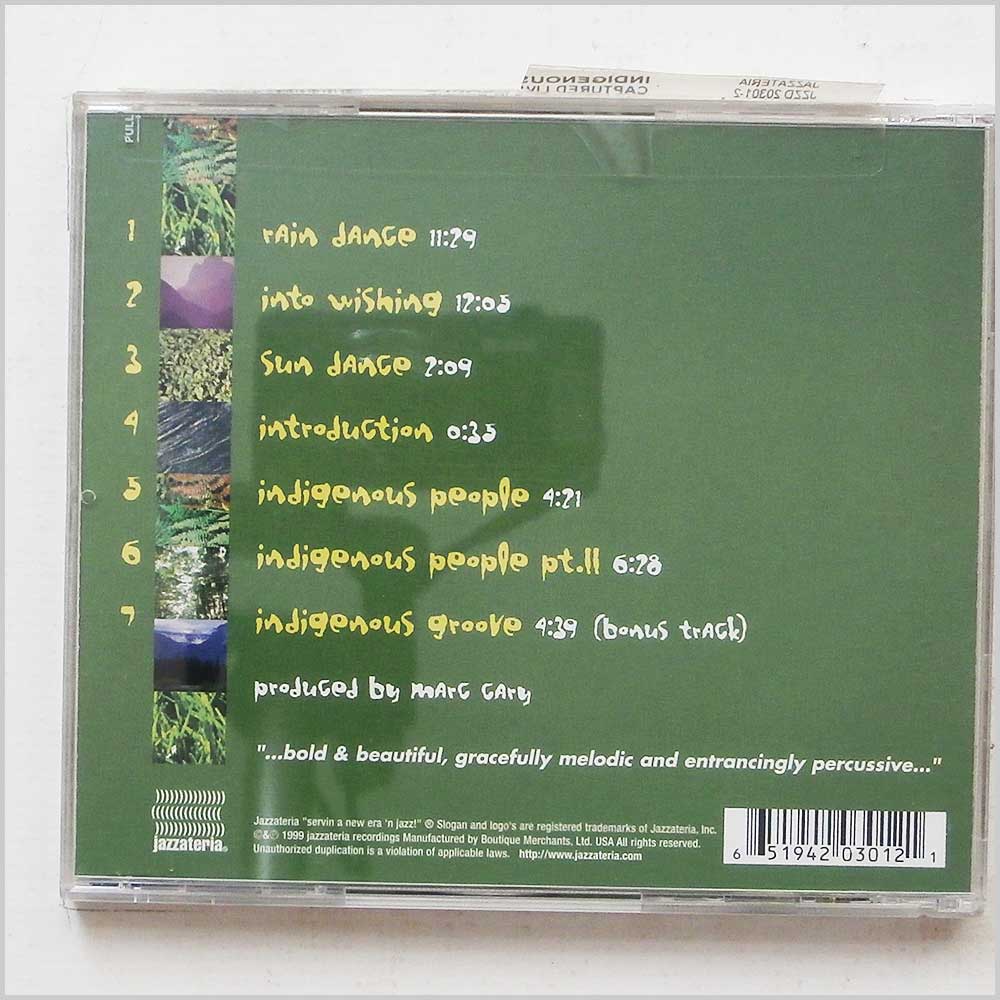 INDIGENOUS
CAPTURED LIV
JAZZATERIA
JZZD 20301-2
PULL
1 rain dance 11:29
2 into wishing 12:05
3 sun dance 2:09
4 introduction 0:35
5 indigenous people 4:21
6 indigenous people pt.II 6:28
7 indigenous groove 4:39 (bonus track)
produced by marc cary
"...bold & beautiful, gracefully melodic and entrancingly percussive..."
jazzateria®
Jazzateria "servin a new era 'n jazz!" ® Slogan and logo's are registered trademarks of Jazzateria, Inc.
©&℗ 1999 jazzateria recordings Manufactured by Boutique Merchants, Ltd. USA All rights reserved.
Unauthorized duplication is a violation of applicable laws. http://www.jazzateria.com
6 51942 03012 1